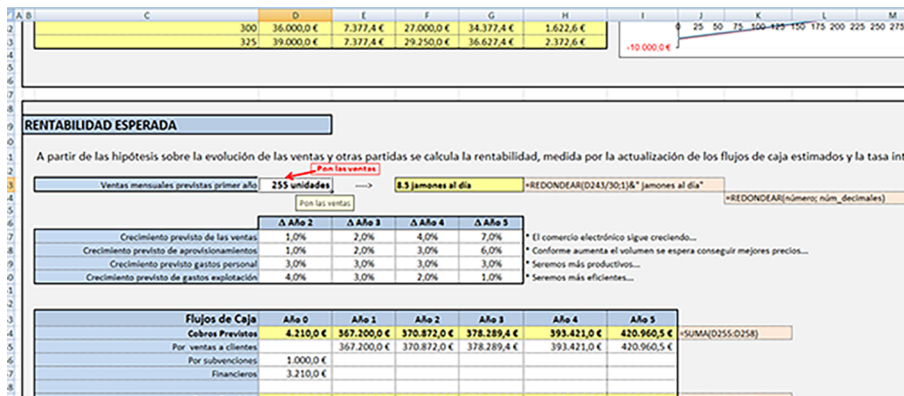 A B C D E F G H I J K L M
300 36.000,0 € 7.377,4 € 27.000,0 € 34.377,4 € 1.622,6 €
325 39.000,0 € 7.377,4 € 29.250,0 € 36.627,4 € 2.372,6 €
0 25 50 75 100 125 150 175 200 225 250 275
-10.000,0 €
RENTABILIDAD ESPERADA
A partir de las hipótesis sobre la evolución de las ventas y otras partidas se calcula la rentabilidad, medida por la actualización de los flujos de caja estimados y la tasa int
Pon las ventas
Ventas mensuales previstas primer año 255 unidades ----> 8.5 jamones al día =REDONDEAR(D243/30;1)&" jamones al día"
Pon las ventas =REDONDEAR(número; núm_decimales)
Δ Año 2 Δ Año 3 Δ Año 4 Δ Año 5
Crecimiento previsto de las ventas 1,0% 2,0% 4,0% 7,0% * El comercio electrónico sigue creciendo...
Crecimiento previsto de aprovisionamientos 1,0% 2,0% 3,0% 6,0% * Conforme aumenta el volumen se espera conseguir mejores precios...
Crecimiento previsto gastos personal 3,0% 3,0% 3,0% 3,0% * Seremos más productivos...
Crecimiento previsto de gastos explotación 4,0% 3,0% 2,0% 1,0% * Seremos más eficientes...
Flujos de Caja Año 0 Año 1 Año 2 Año 3 Año 4 Año 5
Cobros Previstos 4.210,0 € 367.200,0 € 370.872,0 € 378.289,4 € 393.421,0 € 420.960,5 € =SUMA(D255:D258)
Por ventas a clientes 367.200,0 € 370.872,0 € 378.289,4 € 393.421,0 € 420.960,5 €
Por subvenciones 1.000,0 €
Financieros 3.210,0 €